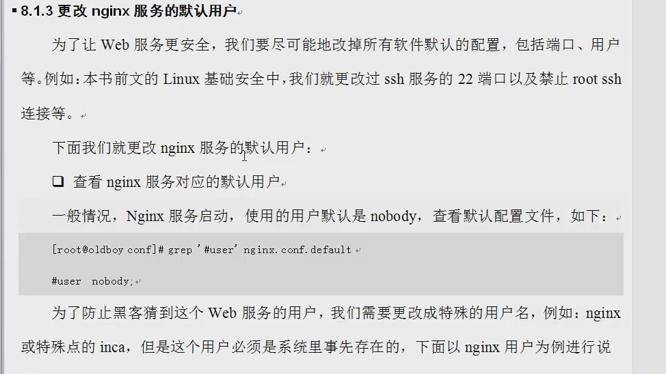 8.1.3 更改 nginx 服务的默认用户
为了让 Web 服务更安全，我们要尽可能地改掉所有软件默认的配置，包括端口、用户
等。例如：本书前文的 Linux 基础安全中，我们就更改过 ssh 服务的 22 端口以及禁止 root ssh
连接等。
下面我们就更改 nginx 服务的默认用户：
查看 nginx 服务对应的默认用户
一般情况，Nginx 服务启动，使用的用户默认是 nobody，查看默认配置文件，如下：
[root@oldboy conf]# grep '#user' nginx.conf.default
#user  nobody;
为了防止黑客猜到这个 Web 服务的用户，我们需要更改成特殊的用户名，例如：nginx
或特殊点的 inca，但是这个用户必须是系统里事先存在的，下面以 nginx 用户为例进行说